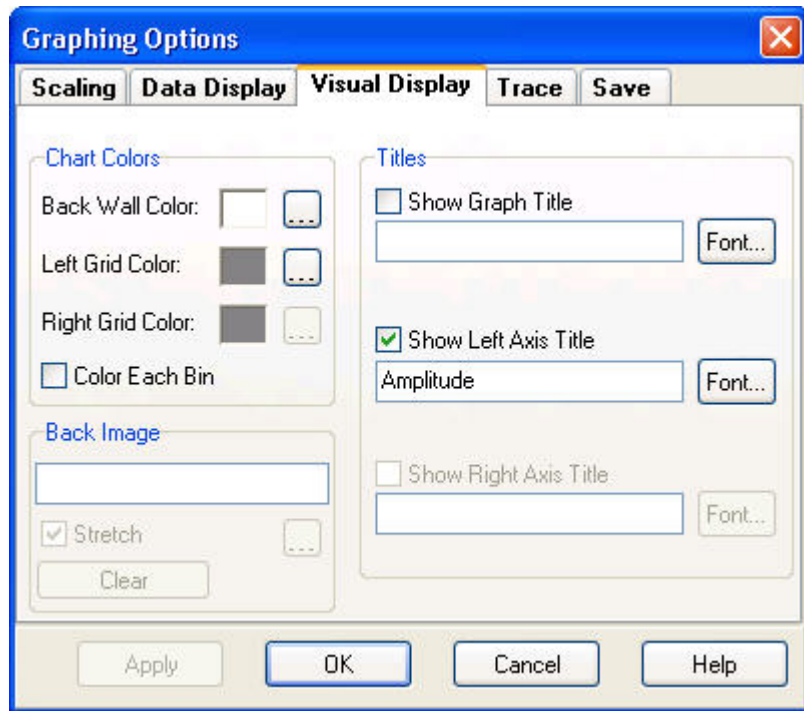 Graphing Options
Scaling Data Display Visual Display Trace Save
Chart Colors
Back Wall Color: ...
Left Grid Color: ...
Right Grid Color: ...
Color Each Bin
Back Image
Stretch ...
Clear
Titles
Show Graph Title
Font...
Show Left Axis Title
Amplitude Font...
Show Right Axis Title
Font...
Apply OK Cancel Help